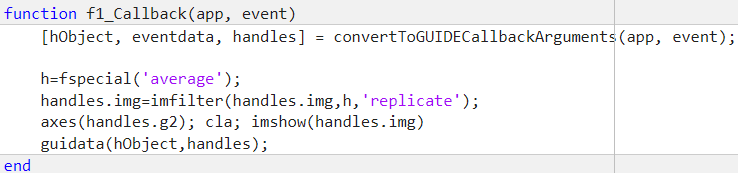 function f1_Callback(app, event)
[hObject, eventdata, handles] = convertToGUIDECallbackArguments(app, event);
h=fspecial('average');
handles.img=imfilter(handles.img,h,'replicate');
axes(handles.g2); cla; imshow(handles.img)
guidata(hObject,handles);
end